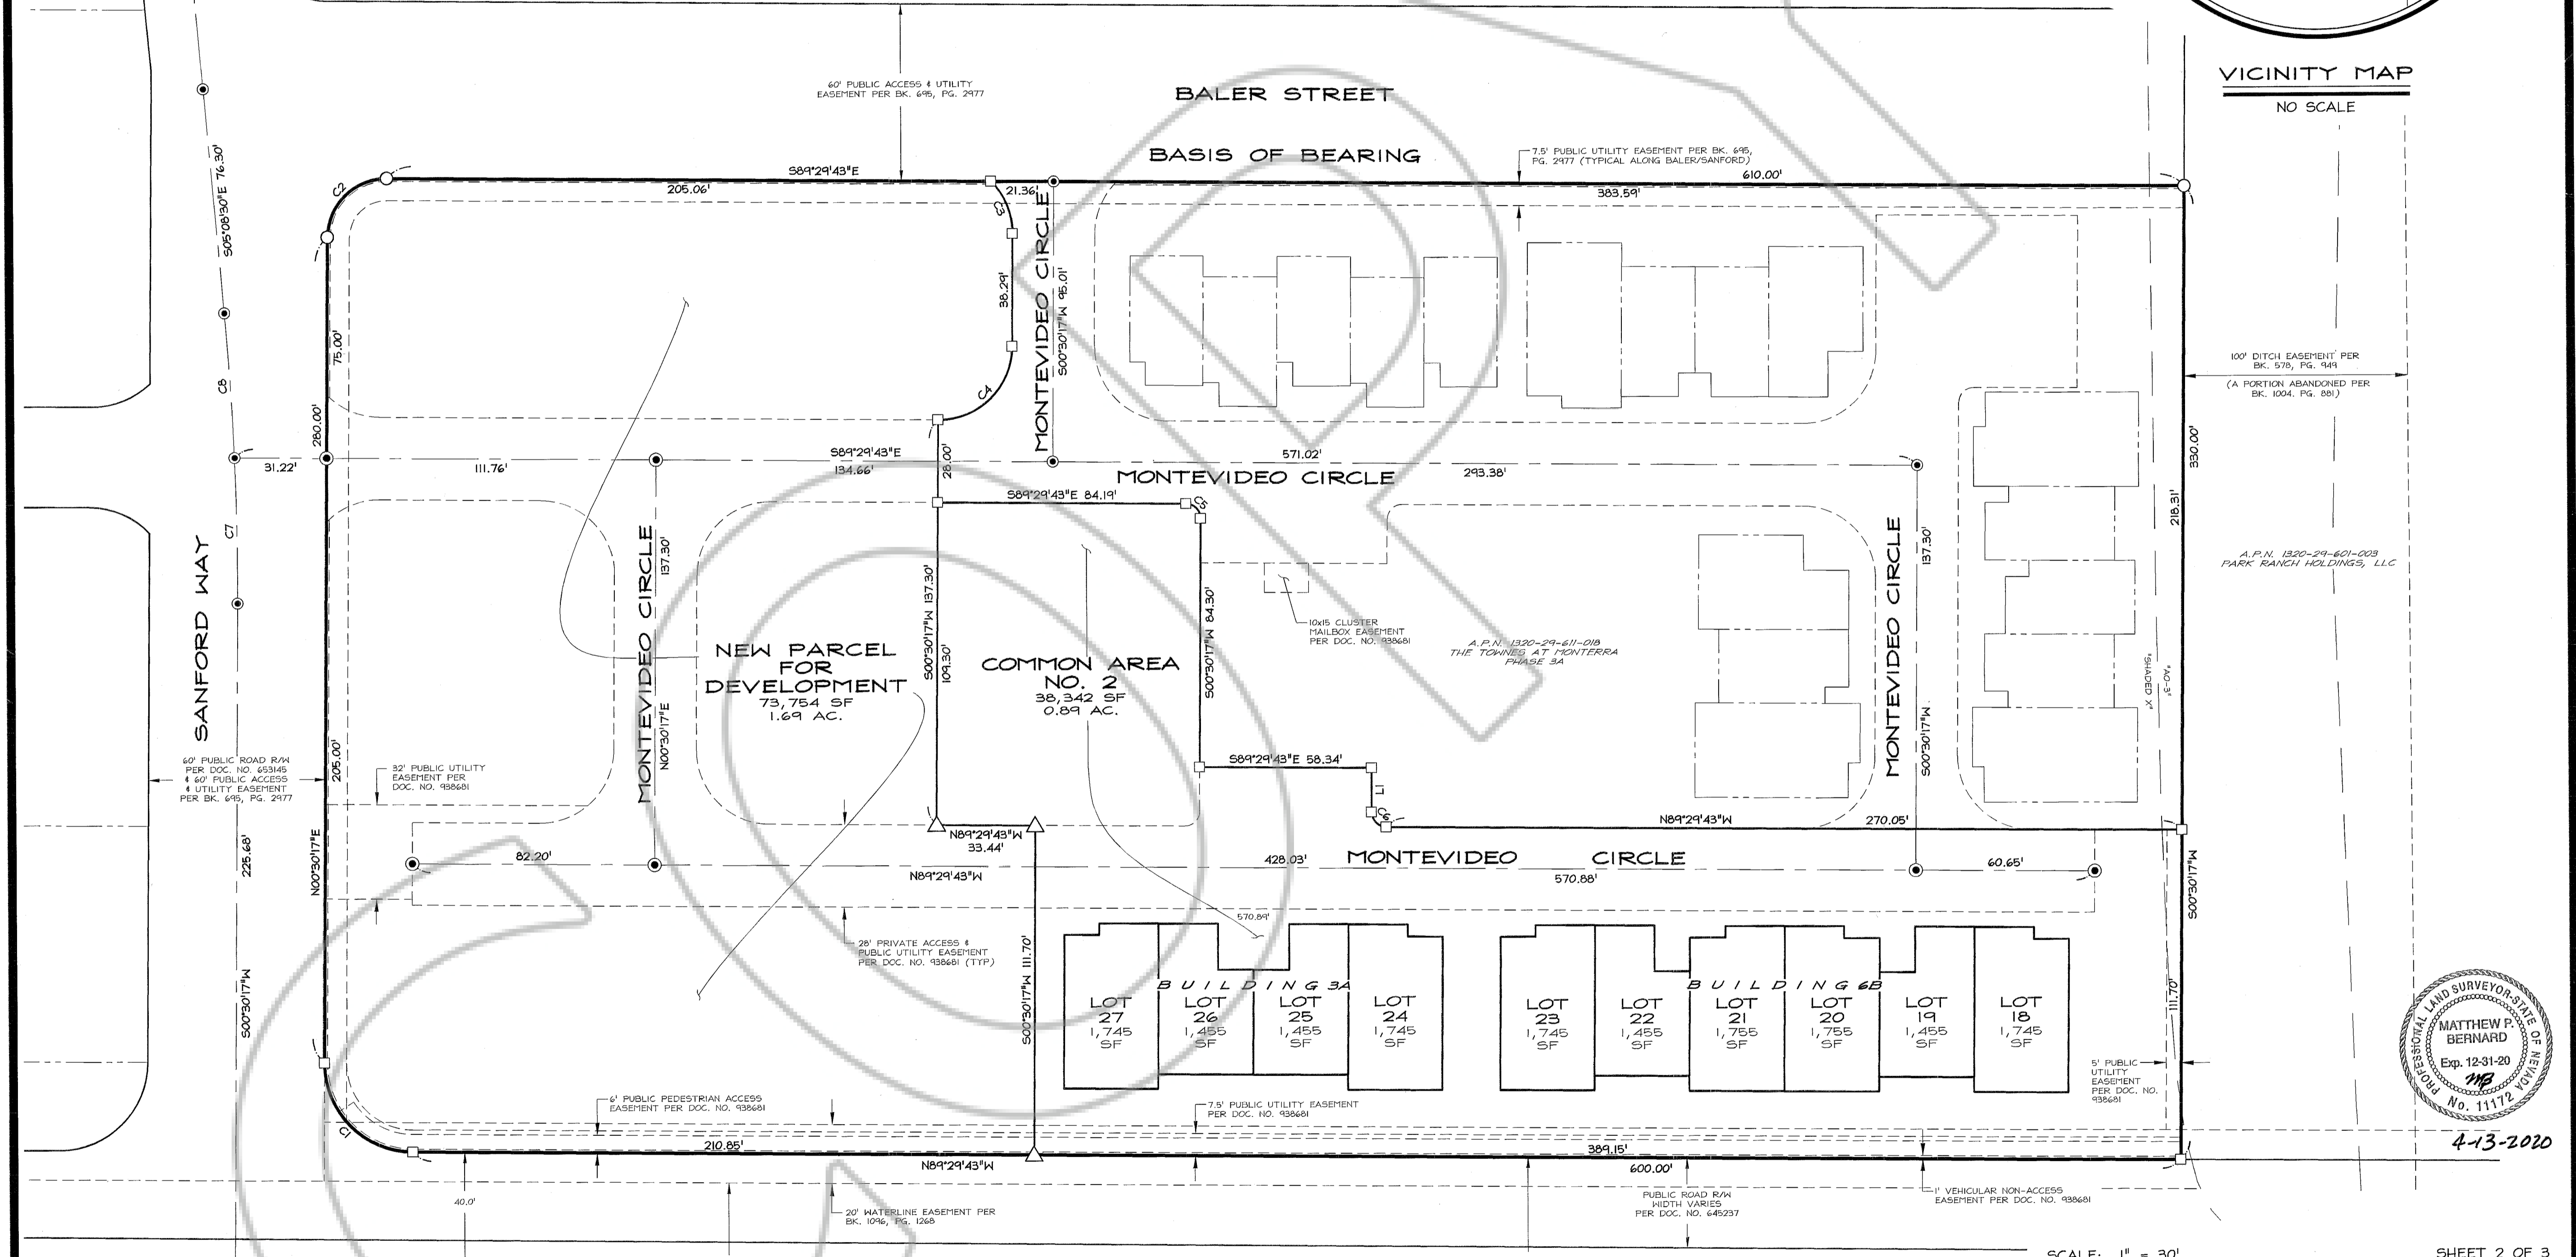 60' PUBLIC ACCESS & UTILITY
EASEMENT PER BK. 695, PG. 2977
BALER STREET
BASIS OF BEARING
VICINITY MAP
NO SCALE
S05°08'30"E 76.30'
C2
S89°29'43"E
205.06'
21.36'
C3
7.5' PUBLIC UTILITY EASEMENT PER BK. 695,
PG. 2977 (TYPICAL ALONG BALER/SANFORD)
610.00'
383.59'
MONTEVIDEO CIRCLE
S00°30'17"W 95.01'
38.29'
C4
75.00'
C8
280.00'
100' DITCH EASEMENT PER
BK. 578, PG. 949
(A PORTION ABANDONED PER
BK. 1004. PG. 881)
330.00'
218.31'
31.22'
111.76'
S89°29'43"E
134.66'
28.00'
571.02'
MONTEVIDEO CIRCLE
293.38'
S89°29'43"E 84.19'
C5
C7
SANFORD WAY
MONTEVIDEO CIRCLE
137.30'
N00°30'17"E
S00°30'17"W 137.30'
109.30'
S00°30'17"W 84.30'
10x15 CLUSTER
MAILBOX EASEMENT
PER DOC. NO. 938681
A.P.N. 1320-29-611-018
THE TOWNES AT MONTERRA
PHASE 3A
MONTEVIDEO CIRCLE
137.30'
S00°30'17"W
A.P.N. 1320-29-601-003
PARK RANCH HOLDINGS, LLC
"SHADED X"
"AO-3"
NEW PARCEL
FOR
DEVELOPMENT
73,754 SF
1.69 AC.
COMMON AREA
NO. 2
38,342 SF
0.89 AC.
60' PUBLIC ROAD R/W
PER DOC. NO. 653145
& 60' PUBLIC ACCESS
& UTILITY EASEMENT
PER BK. 695, PG. 2977
205.00'
32' PUBLIC UTILITY
EASEMENT PER
DOC. NO. 938681
S89°29'43"E 58.34'
L1
C6
N89°29'43"W
270.05'
N89°29'43"W
33.44'
82.20'
N89°29'43"W
428.03'
MONTEVIDEO CIRCLE
570.88'
60.65'
225.68'
N00°30'17"E
S00°30'17"W
S00°30'17"W
570.89'
28' PRIVATE ACCESS &
PUBLIC UTILITY EASEMENT
PER DOC. NO. 938681 (TYP)
S00°30'17"W 111.70'
BUILDING 3A
LOT
27
1,745
SF
LOT
26
1,455
SF
LOT
25
1,455
SF
LOT
24
1,745
SF
BUILDING 6B
LOT
23
1,745
SF
LOT
22
1,455
SF
LOT
21
1,755
SF
LOT
20
1,755
SF
LOT
19
1,455
SF
LOT
18
1,745
SF
111.70'
5' PUBLIC
UTILITY
EASEMENT
PER DOC. NO.
938681
PROFESSIONAL LAND SURVEYOR-STATE OF NEVADA
MATTHEW P.
BERNARD
Exp. 12-31-20
MB
No. 11172
4-13-2020
C1
6' PUBLIC PEDESTRIAN ACCESS
EASEMENT PER DOC. NO. 938681
7.5' PUBLIC UTILITY EASEMENT
PER DOC. NO. 938681
210.85'
N89°29'43"W
389.15'
600.00'
40.0'
20' WATERLINE EASEMENT PER
BK. 1096, PG. 1268
PUBLIC ROAD R/W
WIDTH VARIES
PER DOC. NO. 645237
1' VEHICULAR NON-ACCESS
EASEMENT PER DOC. NO. 938681
SCALE: 1" = 30'
SHEET 2 OF 3